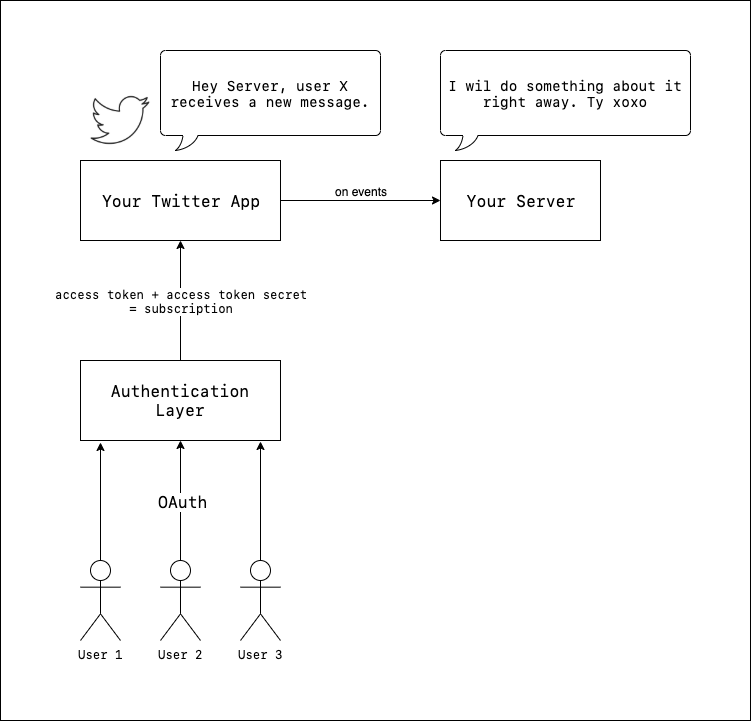 Hey Server, user X
receives a new message.
I wil do something about it
right away. Ty xoxo
Your Twitter App
on events
Your Server
access token + access token secret
= subscription
Authentication
Layer
OAuth
User 1
User 2
User 3